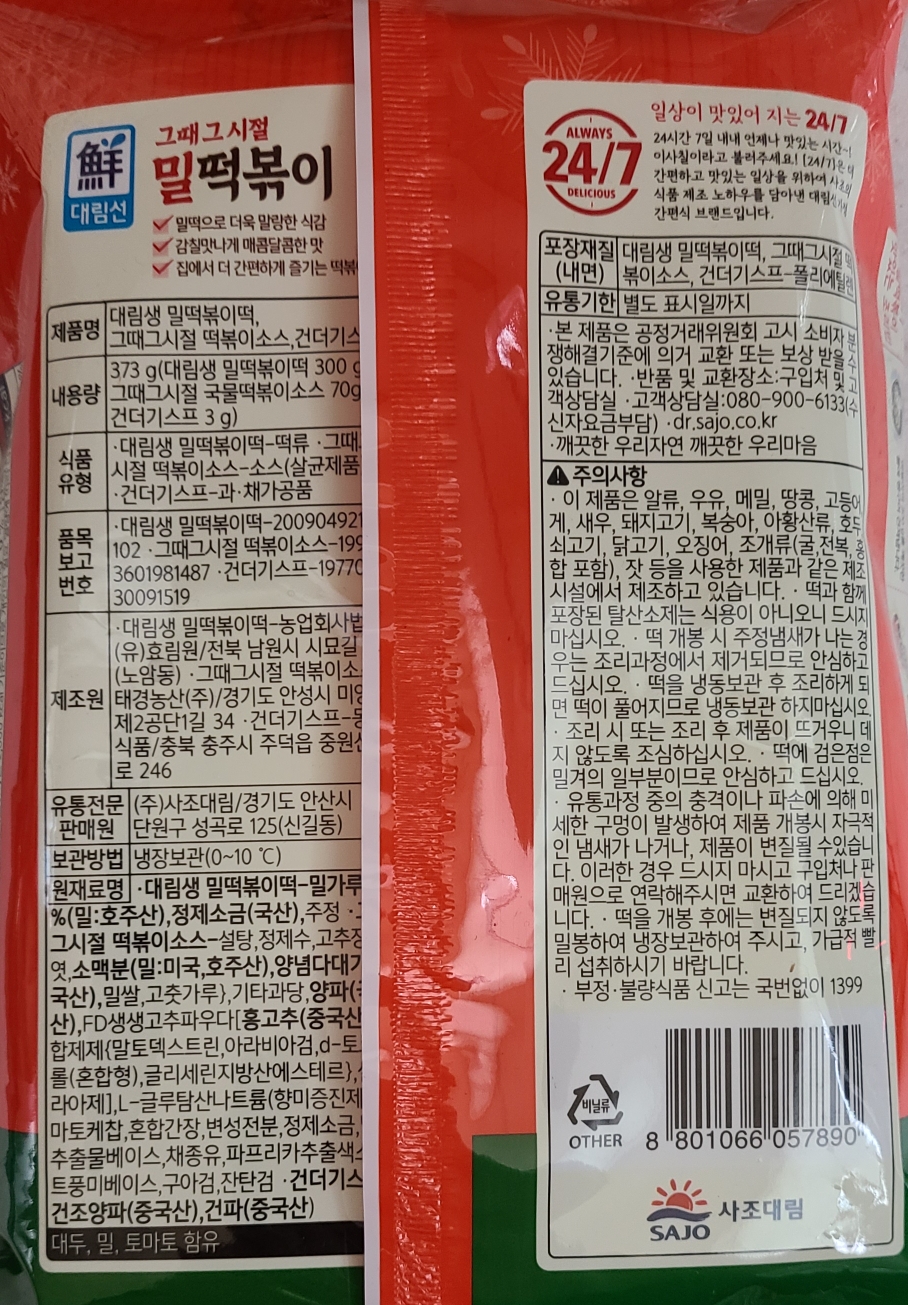 鮮
대림선
그때그시절
밀떡볶이
밀떡으로 더욱 말랑한 식감
감칠맛나게 매콤달콤한 맛
집에서 더 간편하게 즐기는 떡볶
제품명
대림생 밀떡볶이떡,
그때그시절 떡볶이소스,건더기스
내용량
373 g(대림생 밀떡볶이떡 300 g
그때그시절 국물떡볶이소스 70g
건더기스프 3 g)
식품
유형
·대림생 밀떡볶이떡-떡류 ·그때
시절 떡볶이소스-소스(살균제품
·건더기스프-과·채가공품
품목
보고
번호
·대림생 밀떡볶이떡-200904921
102 ·그때그시절 떡볶이소스-199
3601981487 ·건더기스프-19770
30091519
제조원
·대림생 밀떡볶이떡-농업회사법
(유)효림원/전북 남원시 시묘길
(노암동) ·그때그시절 떡볶이소
태경농산(주)/경기도 안성시 미양
제2공단1길 34 ·건더기스프-
식품/충북 충주시 주덕읍 중원산
로 246
유통전문
판매원
(주)사조대림/경기도 안산시
단원구 성곡로 125(신길동)
보관방법
냉장보관(0~10 ℃)
원재료명
·대림생 밀떡볶이떡-밀가루
%(밀:호주산),정제소금(국산),주정 ·그
그시절 떡볶이소스-설탕,정제수,고추장
엿,소맥분(밀:미국,호주산),양념다대기
국산),밀쌀,고춧가루},기타과당,양파(
산),FD생생고추파우다[홍고추(중국산
합제제{말토덱스트린,아라비아검,d-토
롤(혼합형),글리세린지방산에스테르},
라아제],L-글루탐산나트륨(향미증진제
마토케찹,혼합간장,변성전분,정제소금,
추출물베이스,채종유,파프리카추출색소
트풍미베이스,구아검,잔탄검 ·건더기스
건조양파(중국산),건파(중국산)
대두, 밀, 토마토 함유
ALWAYS
24/7
DELICIOUS
일상이 맛있어 지는 24/7
24시간 7일 내내 언제나 맛있는 시간~!
이사칠이라고 불러주세요! [24/7]은
간편하고 맛있는 일상을 위하여 사조의
식품 제조 노하우를 담아낸 대림선
간편식 브랜드입니다.
포장재질
(내면)
대림생 밀떡볶이떡, 그때그시절 떡
볶이소스, 건더기스프-폴리에틸렌
유통기한
별도 표시일까지
·본 제품은 공정거래위원회 고시 소비자 분
쟁해결기준에 의거 교환 또는 보상 받을 수
있습니다. ·반품 및 교환장소:구입처 및 고
객상담실 ·고객상담실:080-900-6133(수
신자요금부담) ·dr.sajo.co.kr
·깨끗한 우리자연 깨끗한 우리마음
주의사항
· 이 제품은 알류, 우유, 메밀, 땅콩, 고등어,
게, 새우, 돼지고기, 복숭아, 아황산류, 호두,
쇠고기, 닭고기, 오징어, 조개류(굴,전복, 홍
합 포함), 잣 등을 사용한 제품과 같은 제조
시설에서 제조하고 있습니다. · 떡과 함께
포장된 탈산소제는 식용이 아니오니 드시지
마십시오. · 떡 개봉 시 주정냄새가 나는 경
우는 조리과정에서 제거되므로 안심하고
드십시오. · 떡을 냉동보관 후 조리하게 되
면 떡이 풀어지므로 냉동보관 하지마십시오.
· 조리 시 또는 조리 후 제품이 뜨거우니 데
지 않도록 조심하십시오. · 떡에 검은점은
밀겨의 일부분이므로 안심하고 드십시오.
· 유통과정 중의 충격이나 파손에 의해 미
세한 구멍이 발생하여 제품 개봉시 자극적
인 냄새가 나거나, 제품이 변질될 수있습니
다. 이러한 경우 드시지 마시고 구입처나 판
매원으로 연락해주시면 교환하여 드리겠습
니다. · 떡을 개봉 후에는 변질되지 않도록
밀봉하여 냉장보관하여 주시고, 가급적 빨
리 섭취하시기 바랍니다.
· 부정·불량식품 신고는 국번없이 1399
비닐류
OTHER
8 801066 057890
SAJO
사조대림